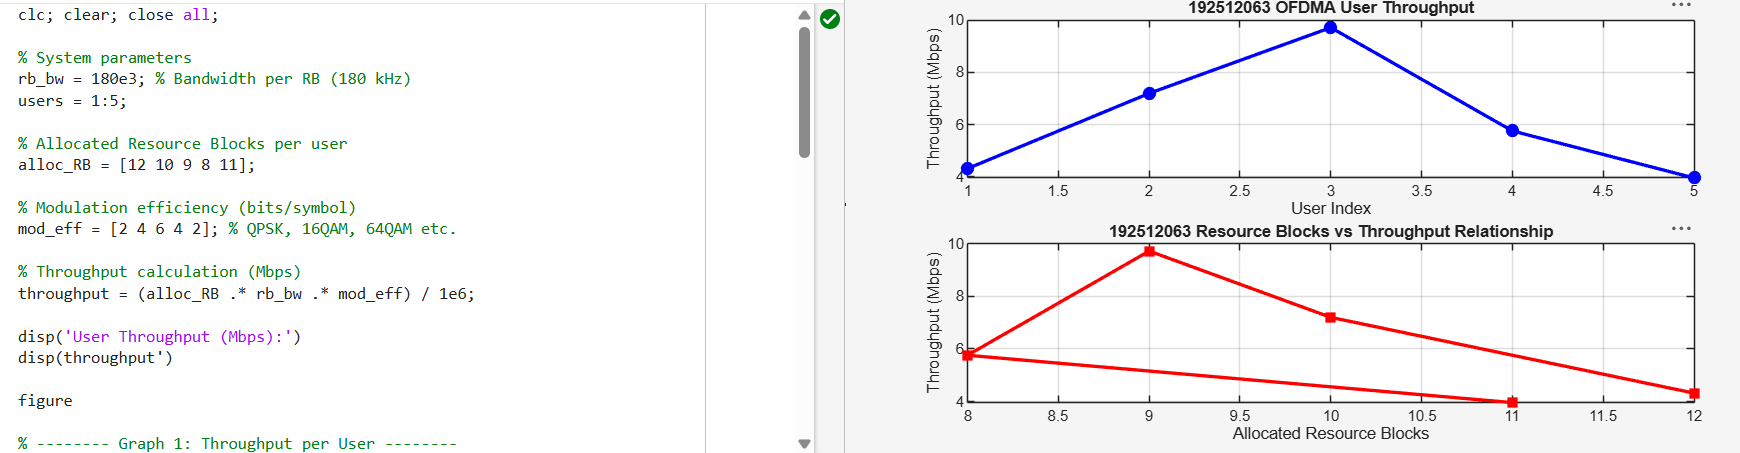 clc; clear; close all;
% System parameters
rb_bw = 180e3; % Bandwidth per RB (180 kHz)
users = 1:5;
% Allocated Resource Blocks per user
alloc_RB = [12 10 9 8 11];
% Modulation efficiency (bits/symbol)
mod_eff = [2 4 6 4 2]; % QPSK, 16QAM, 64QAM etc.
% Throughput calculation (Mbps)
throughput = (alloc_RB .* rb_bw .* mod_eff) / 1e6;
disp('User Throughput (Mbps):')
disp(throughput')
figure
% -------- Graph 1: Throughput per User --------
192512063 OFDMA User Throughput
Throughput (Mbps)
10
8
6
4
1 1.5 2 2.5 3 3.5 4 4.5 5
User Index
192512063 Resource Blocks vs Throughput Relationship
Throughput (Mbps)
10
8
6
4
8 8.5 9 9.5 10 10.5 11 11.5 12
Allocated Resource Blocks